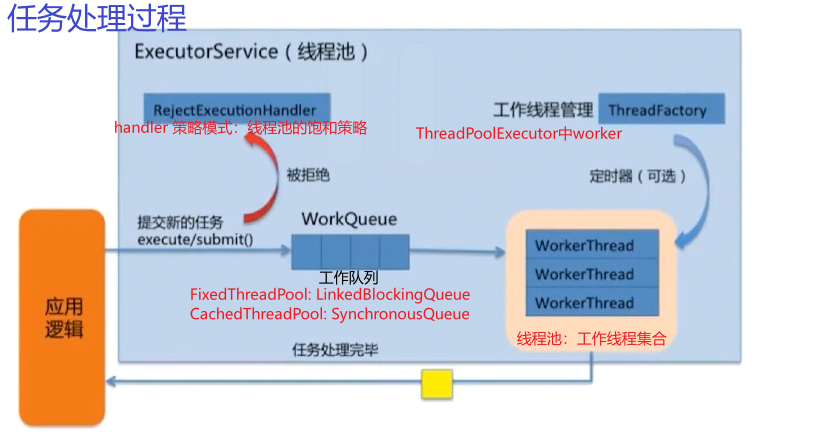 任务处理过程
ExecutorService（线程池）
RejectExecutionHandler
handler 策略模式：线程池的饱和策略
工作线程管理
ThreadFactory
ThreadPoolExecutor中worker
被拒绝
定时器（可选）
提交新的任务
execute/submit()
WorkQueue
工作队列
FixedThreadPool: LinkedBlockingQueue
CachedThreadPool: SynchronousQueue
WorkerThread
WorkerThread
WorkerThread
线程池：工作线程集合
应用
逻辑
任务处理完毕